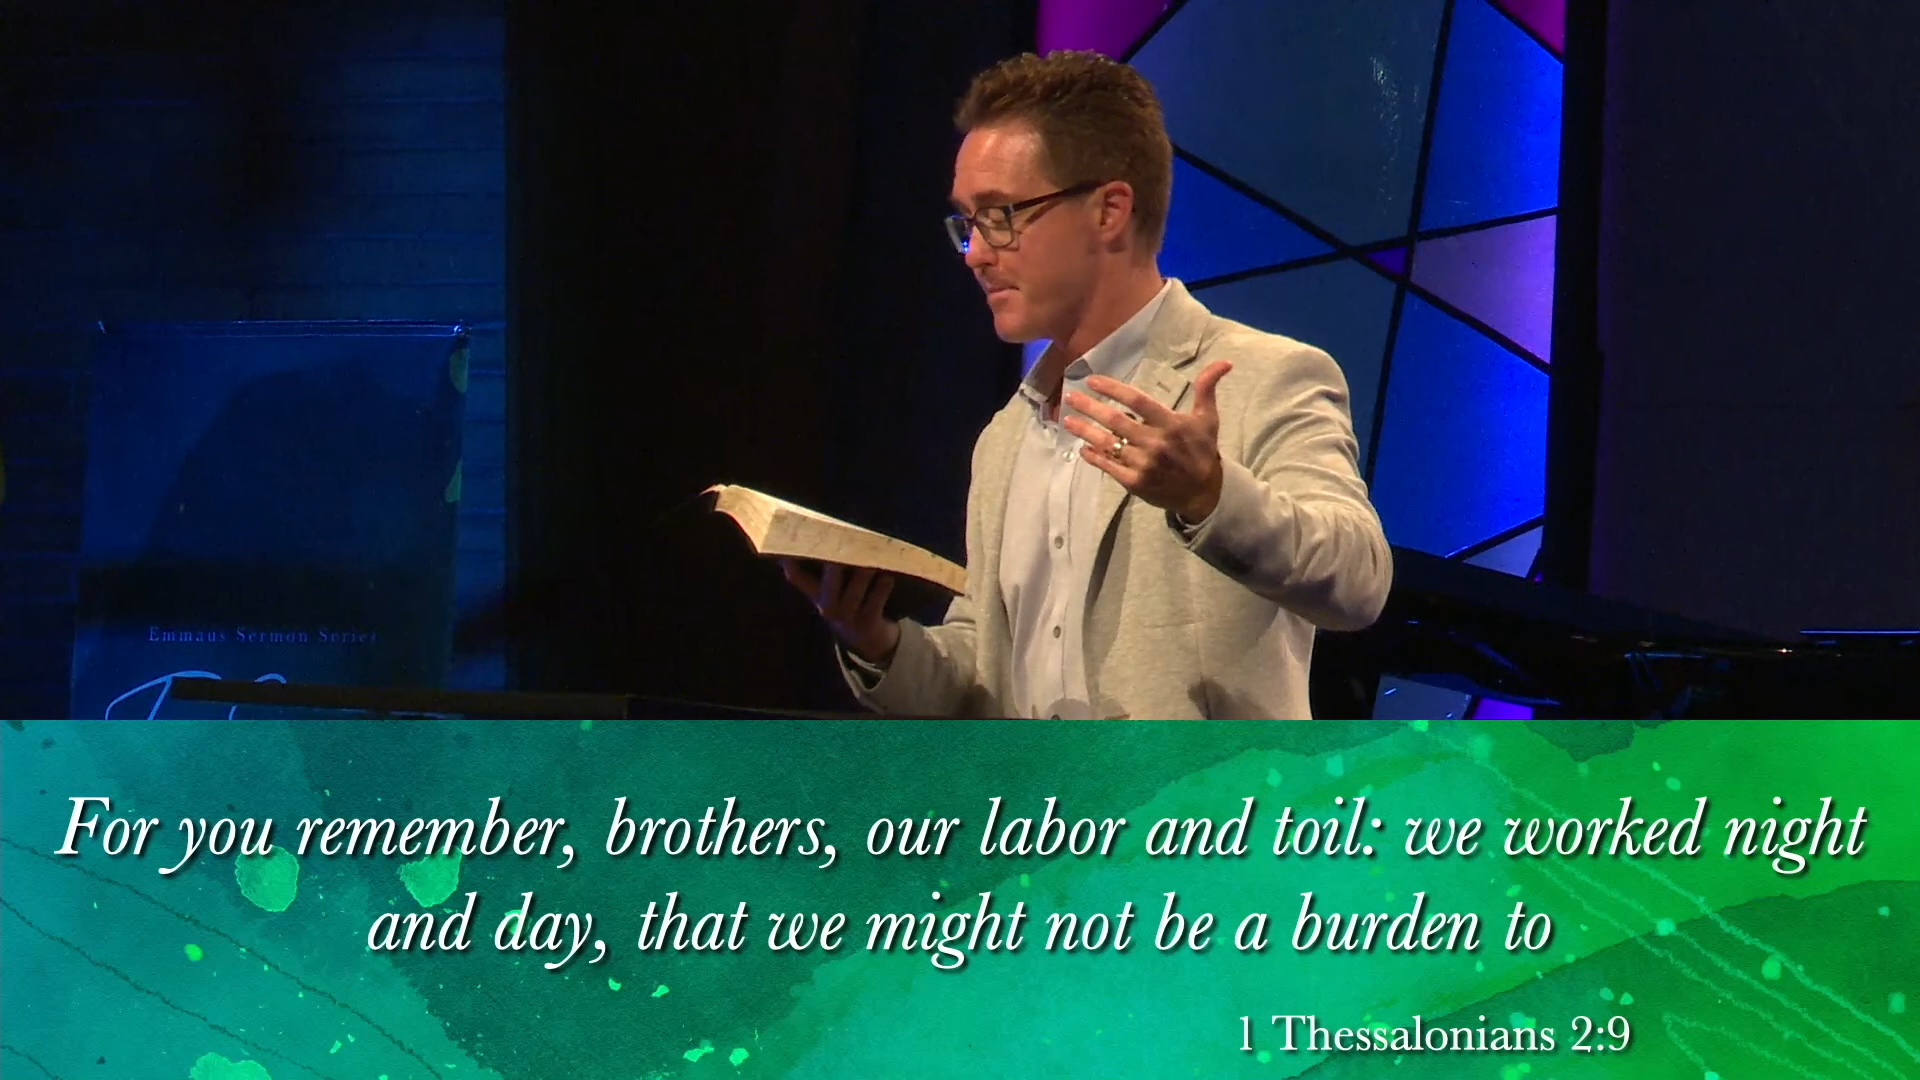 Emmaus Sermon Series
For you remember, brothers, our labor and toil: we worked night
and day, that we might not be a burden to
1 Thessalonians 2:9